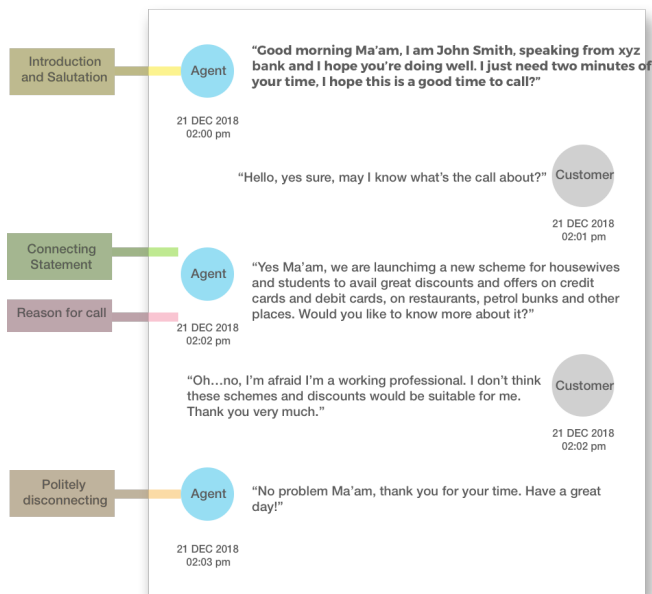 Introduction
and Salutation
Agent
“Good morning Ma’am, I am John Smith, speaking from xyz
bank and I hope you’re doing well. I just need two minutes of
your time, I hope this is a good time to call?”
21 DEC 2018
02:00 pm
“Hello, yes sure, may I know what’s the call about?”
Customer
21 DEC 2018
02:01 pm
Connecting
Statement
Reason for call
Agent
“Yes Ma’am, we are launchimg a new scheme for housewives
and students to avail great discounts and offers on credit
cards and debit cards, on restaurants, petrol bunks and other
places. Would you like to know more about it?”
21 DEC 2018
02:02 pm
“Oh...no, I’m afraid I’m a working professional. I don’t think
these schemes and discounts would be suitable for me.
Thank you very much.”
Customer
21 DEC 2018
02:02 pm
Politely
disconnecting
Agent
“No problem Ma’am, thank you for your time. Have a great
day!”
21 DEC 2018
02:03 pm